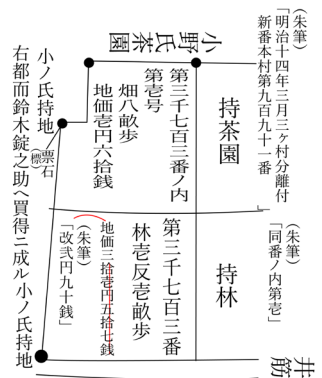 (朱筆)
「明治十四年三月三ヶ村分離付
新番本村第九百九十一番
持茶園
第三千七百三番ノ内
第壱号
畑八畝歩
地価壱円六拾銭
小野氏茶園
小ノ氏持地
票石
(標)
(朱筆)
「同番ノ内第壱」
持林
第三千七百三番
林壱反壱畝歩
地価三拾壱円五拾七銭
(朱筆)
「改弐円九十銭」
右都而鈴木錠之助へ買得ニ成ル小ノ氏持地
井筋